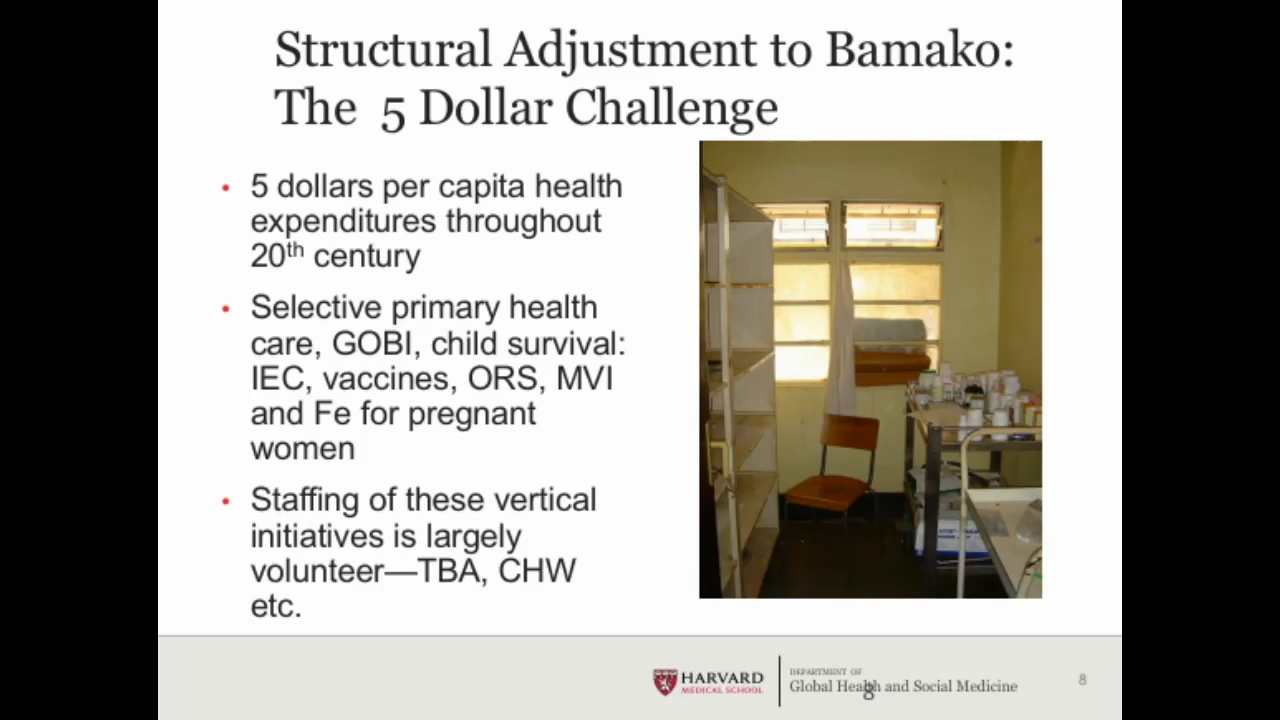 Structural Adjustment to Bamako:
The 5 Dollar Challenge
• 5 dollars per capita health
expenditures throughout
20th century
• Selective primary health
care, GOBI, child survival:
IEC, vaccines, ORS, MVI
and Fe for pregnant
women
• Staffing of these vertical
initiatives is largely
volunteer—TBA, CHW
etc.
HARVARD
MEDICAL SCHOOL
DEPARTMENT OF
Global Health and Social Medicine
8
8